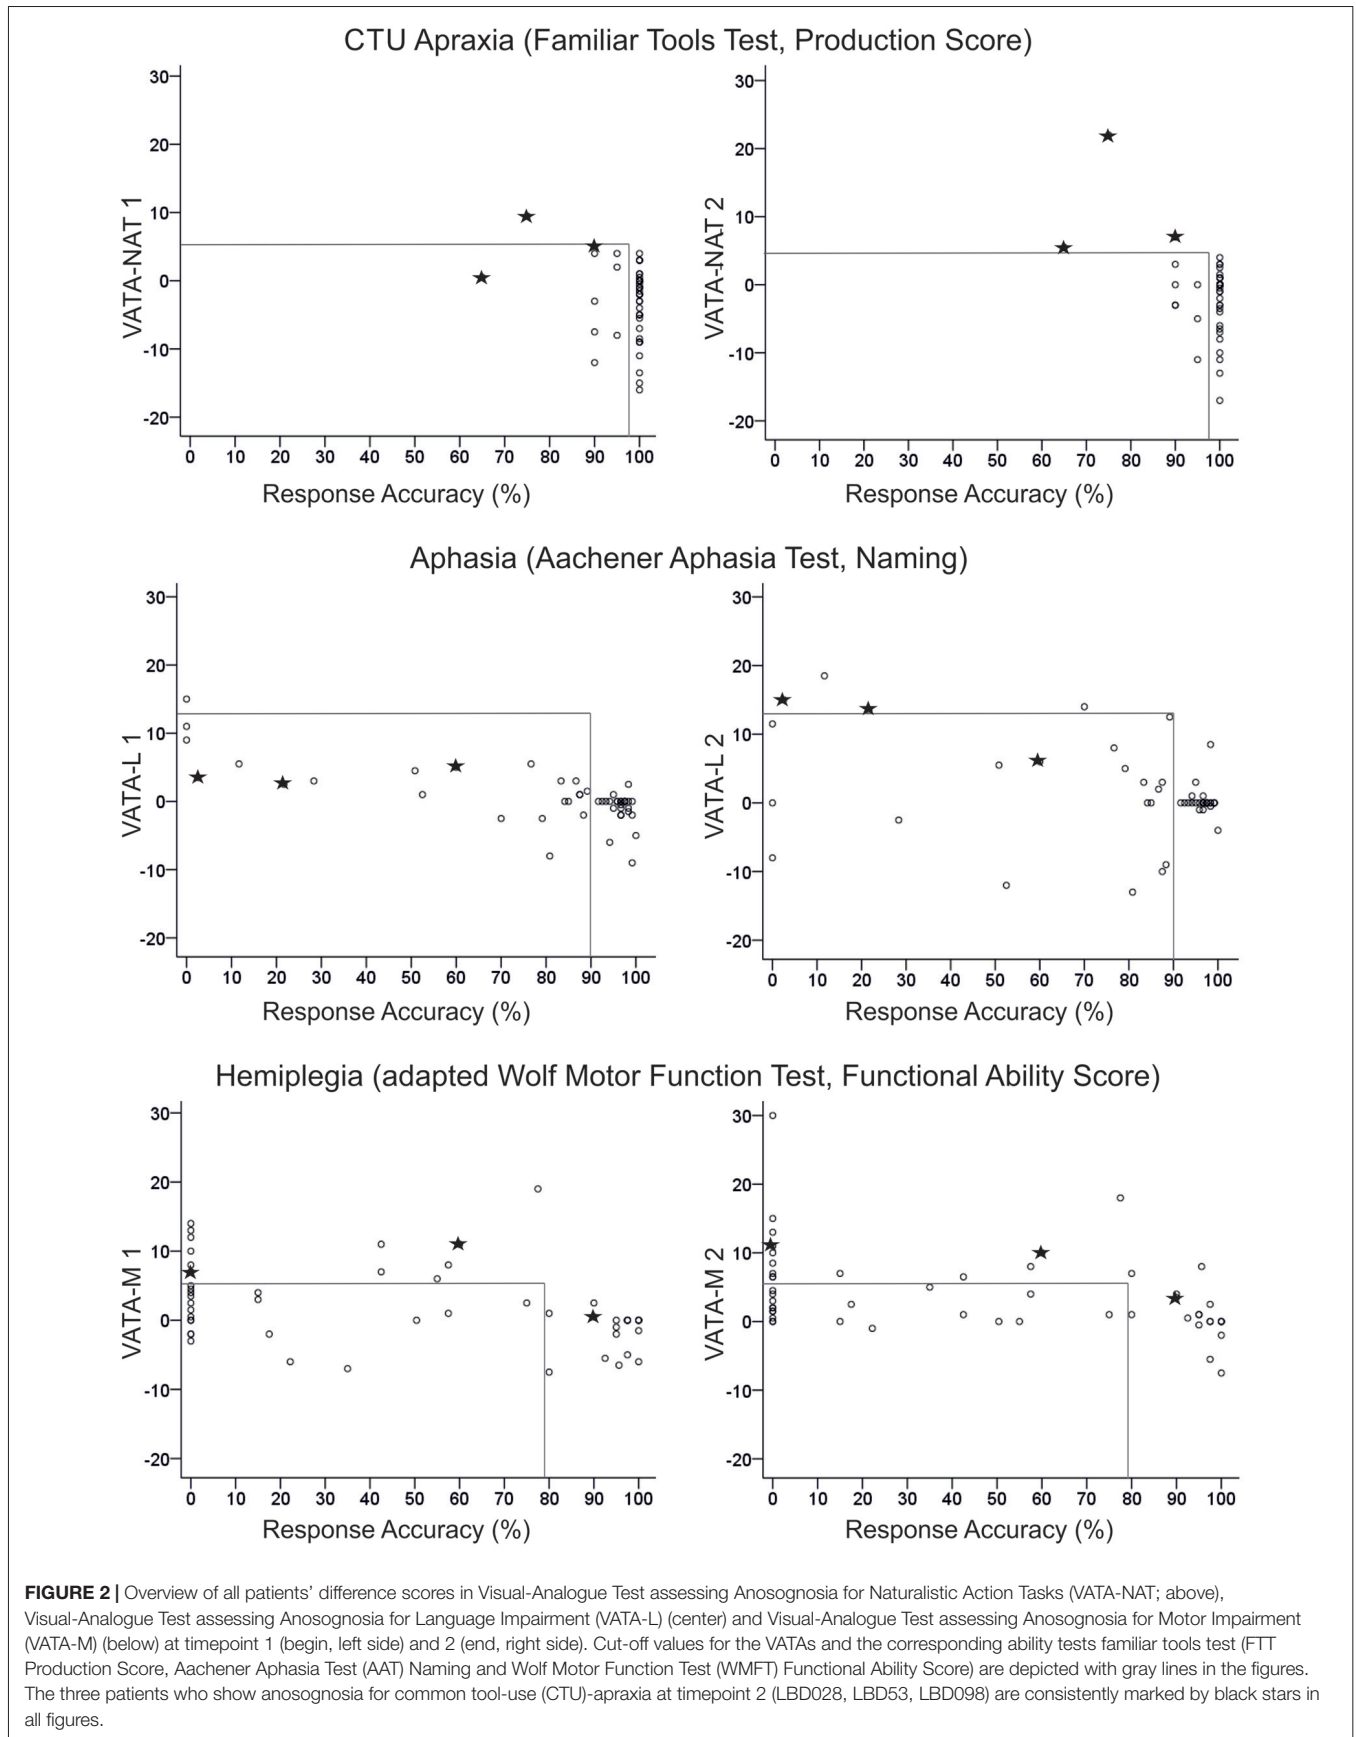 CTU Apraxia (Familiar Tools Test, Production Score)
30
20
10
0
-10
-20
VATA-NAT 1
0 10 20 30 40 50 60 70 80 90 100
Response Accuracy (%)
30
20
10
0
-10
-20
VATA-NAT 2
0 10 20 30 40 50 60 70 80 90 100
Response Accuracy (%)
Aphasia (Aachener Aphasia Test, Naming)
30
20
10
0
-10
-20
VATA-L 1
0 10 20 30 40 50 60 70 80 90 100
Response Accuracy (%)
30
20
10
0
-10
-20
VATA-L 2
0 10 20 30 40 50 60 70 80 90 100
Response Accuracy (%)
Hemiplegia (adapted Wolf Motor Function Test, Functional Ability Score)
30
20
10
0
-10
-20
VATA-M 1
0 10 20 30 40 50 60 70 80 90 100
Response Accuracy (%)
30
20
10
0
-10
-20
VATA-M 2
0 10 20 30 40 50 60 70 80 90 100
Response Accuracy (%)
FIGURE 2 | Overview of all patients' difference scores in Visual-Analogue Test assessing Anosognosia for Naturalistic Action Tasks (VATA-NAT; above),
Visual-Analogue Test assessing Anosognosia for Language Impairment (VATA-L) (center) and Visual-Analogue Test assessing Anosognosia for Motor Impairment
(VATA-M) (below) at timepoint 1 (begin, left side) and 2 (end, right side). Cut-off values for the VATAs and the corresponding ability tests familiar tools test (FTT
Production Score, Aachener Aphasia Test (AAT) Naming and Wolf Motor Function Test (WMFT) Functional Ability Score) are depicted with gray lines in the figures.
The three patients who show anosognosia for common tool-use (CTU)-apraxia at timepoint 2 (LBD028, LBD53, LBD098) are consistently marked by black stars in
all figures.